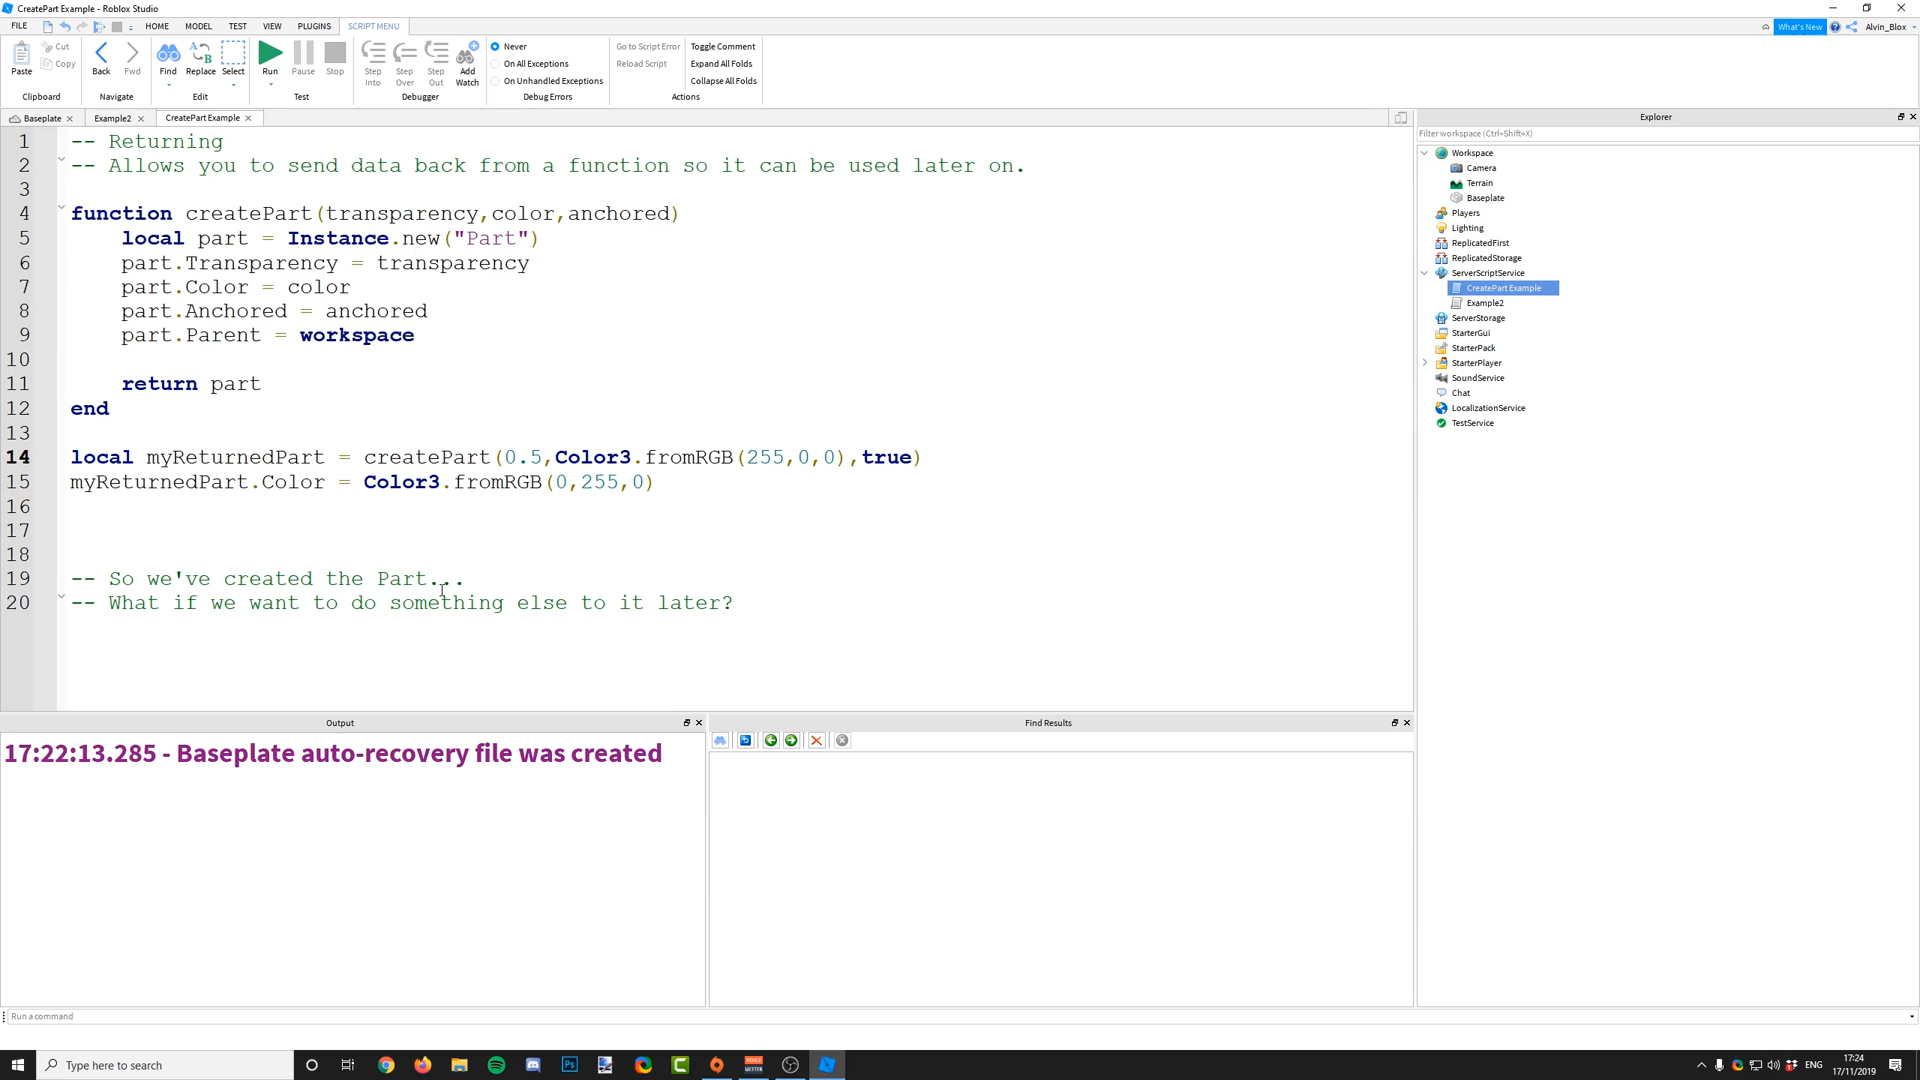 CreatePart Example - Roblox Studio
FILE HOME MODEL TEST VIEW PLUGINS SCRIPT MENU What's New Alvin_Blox
Paste Cut Copy Clipboard
Back Fwd Navigate
Find Replace Select Edit
Run Pause Stop Test
Step Into Step Over Step Out Add Watch Debugger
Never
On All Exceptions
On Unhandled Exceptions
Debug Errors
Go to Script Error Toggle Comment
Reload Script Expand All Folds
Collapse All Folds
Actions
Baseplate Example2 CreatePart Example
1 -- Returning
2 -- Allows you to send data back from a function so it can be used later on.
3
4 function createPart(transparency,color,anchored)
5 local part = Instance.new("Part")
6 part.Transparency = transparency
7 part.Color = color
8 part.Anchored = anchored
9 part.Parent = workspace
10
11 return part
12 end
13
14 local myReturnedPart = createPart(0.5,Color3.fromRGB(255,0,0),true)
15 myReturnedPart.Color = Color3.fromRGB(0,255,0)
16
17
18
19 -- So we've created the Part...
20 -- What if we want to do something else to it later?
Explorer
Filter workspace (Ctrl+Shift+X)
Workspace
Camera
Terrain
Baseplate
Players
Lighting
ReplicatedFirst
ReplicatedStorage
ServerScriptService
CreatePart Example
Example2
ServerStorage
StarterGui
StarterPack
StarterPlayer
SoundService
Chat
LocalizationService
TestService
Output
17:22:13.285 - Baseplate auto-recovery file was created
Find Results
Run a command
Type here to search
Ps
ENG
17:24
17/11/2019